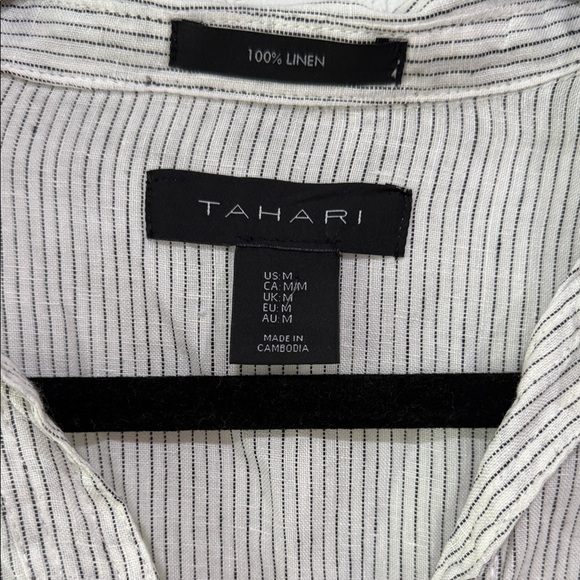 100% LINEN
TAHARI
US: M
CA: M/M
UK: M
EU: M
AU: M
MADE IN
CAMBODIA